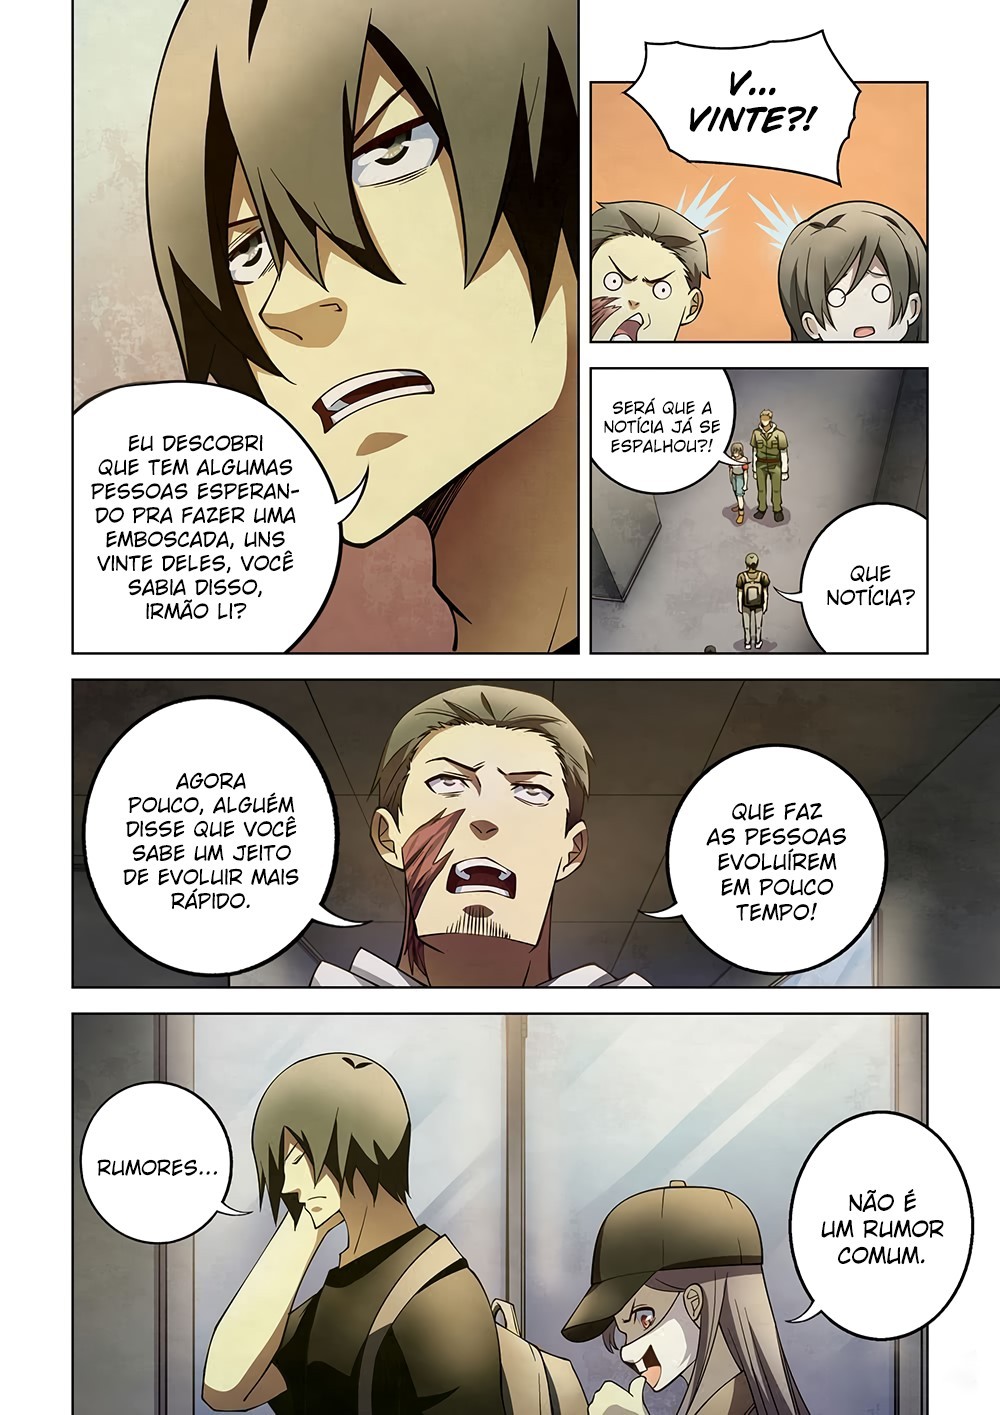 EU DESCOBRI
QUE TEM ALGUMAS
PESSOAS ESPERAN-
DO PRA FAZER UMA
EMBOSCADA, UNS
VINTE DELES, VOCÊ
SABIA DISSO,
IRMÃO LI?
V...
VINTE?!
SERÁ QUE A
NOTÍCIA JÁ SE
ESPALHOU?!
QUE
NOTÍCIA?
AGORA
POUCO, ALGUÉM
DISSE QUE VOCÊ
SABE UM JEITO
DE EVOLUIR MAIS
RÁPIDO.
QUE FAZ
AS PESSOAS
EVOLUÍREM
EM POUCO
TEMPO!
RUMORES...
NÃO É
UM RUMOR
COMUM.